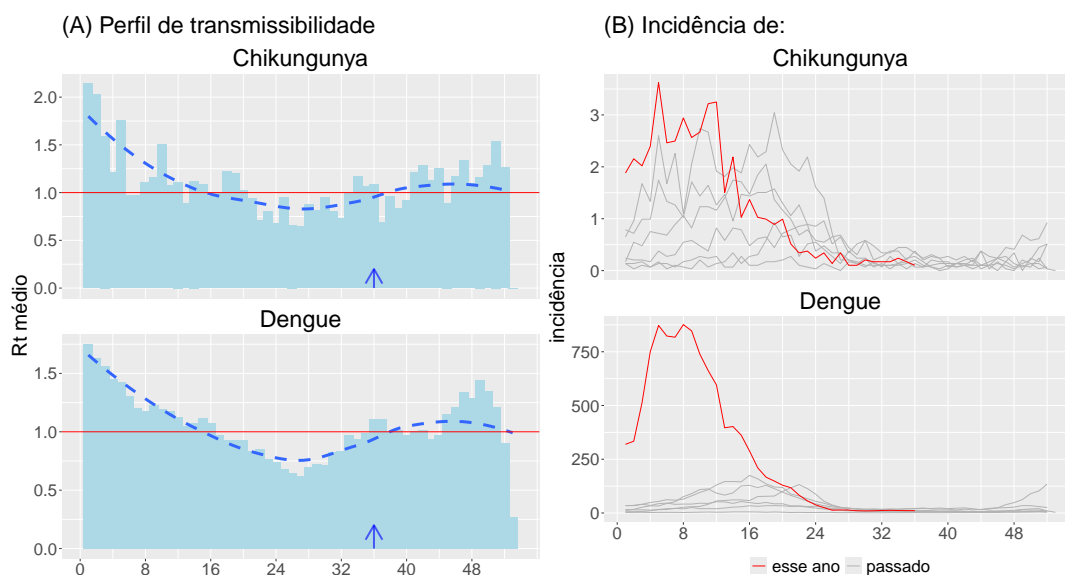 (A) Perfil de transmissibilidade
Chikungunya
2.0
1.5
1.0
0.5
0.0
Dengue
1.5
1.0
0.5
0.0
0 8 16 24 32 40 48
Rt médio
(B) Incidência de:
Chikungunya
3
2
1
0
Dengue
750
500
250
0
0 8 16 24 32 40 48
incidência
esse ano passado